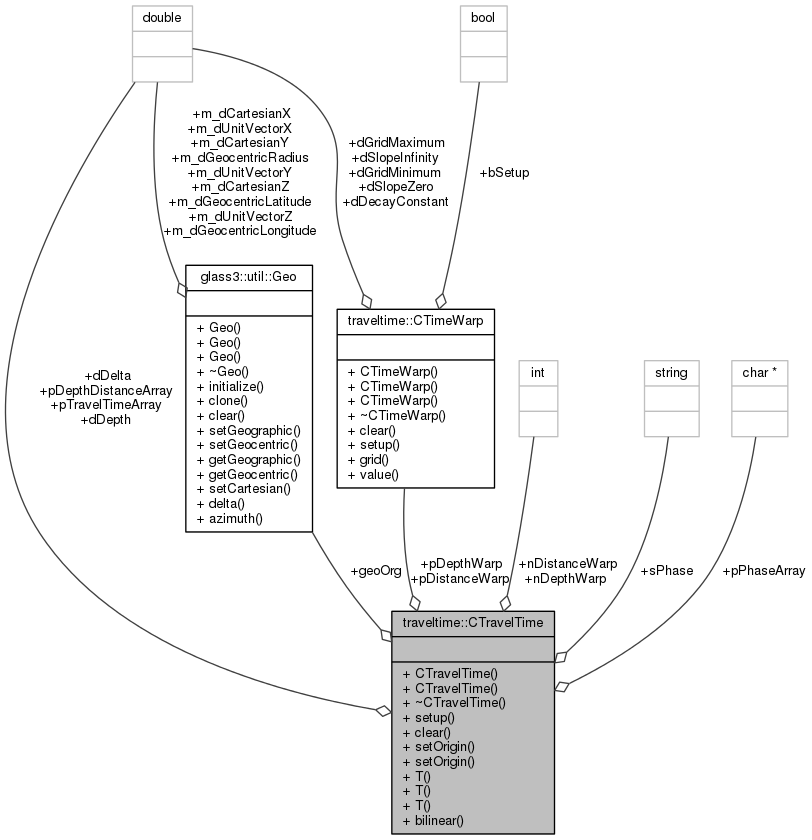 double
bool
+m_dCartesianX
+m_dUnitVectorX
+m_dCartesianY
+m_dGeocentricRadius
+m_dUnitVectorY
+m_dCartesianZ
+m_dGeocentricLatitude
+m_dUnitVectorZ
+m_dGeocentricLongitude
+dGridMaximum
+dSlopeInfinity
+dGridMinimum
+dSlopeZero
+dDecayConstant
+bSetup
glass3::util::Geo
+ Geo()
+ Geo()
+ Geo()
+ ~Geo()
+ initialize()
+ clone()
+ clear()
+ setGeographic()
+ setGeocentric()
+ getGeographic()
+ getGeocentric()
+ setCartesian()
+ delta()
+ azimuth()
traveltime::CTimeWarp
+ CTimeWarp()
+ CTimeWarp()
+ CTimeWarp()
+ ~CTimeWarp()
+ clear()
+ setup()
+ grid()
+ value()
int
string
char *
+dDelta
+pDepthDistanceArray
+pTravelTimeArray
+dDepth
+geoOrg
+pDepthWarp
+pDistanceWarp
+nDistanceWarp
+nDepthWarp
+sPhase
+pPhaseArray
traveltime::CTravelTime
+ CTravelTime()
+ CTravelTime()
+ ~CTravelTime()
+ setup()
+ clear()
+ setOrigin()
+ setOrigin()
+ T()
+ T()
+ T()
+ bilinear()